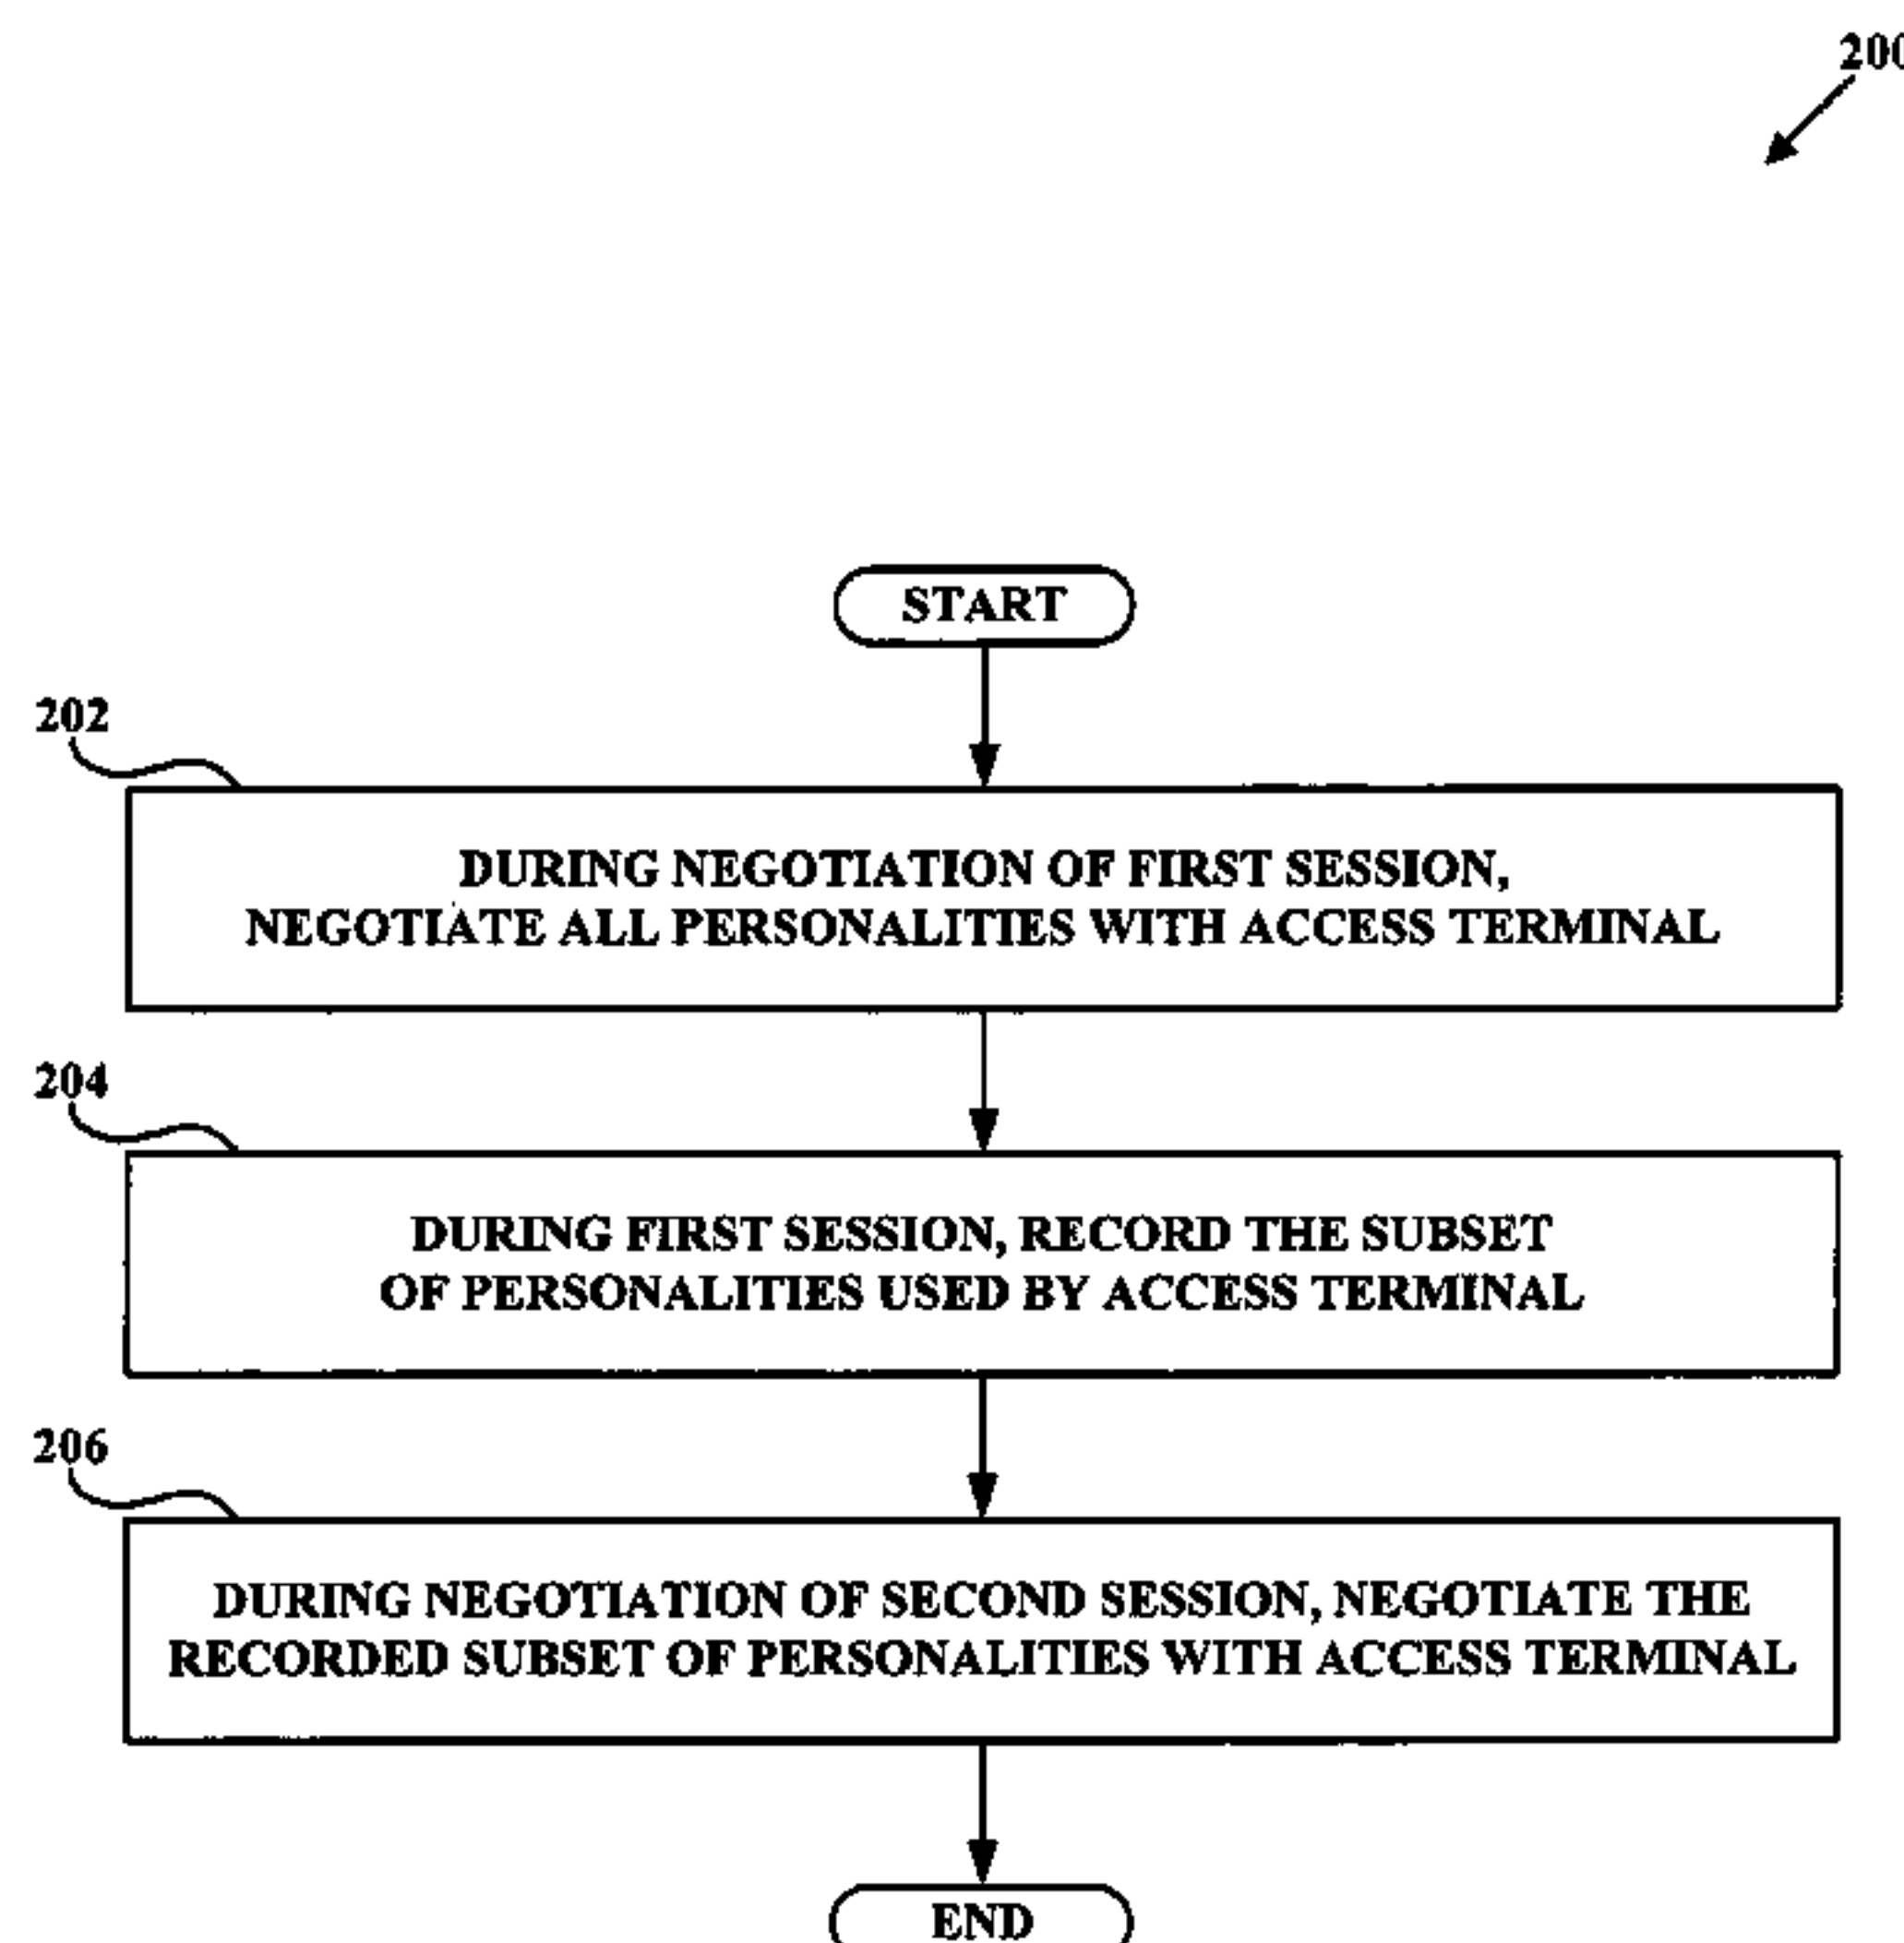 200
START
202
DURING NEGOTIATION OF FIRST SESSION,
NEGOTIATE ALL PERSONALITIES WITH ACCESS TERMINAL
204
DURING FIRST SESSION, RECORD THE SUBSET
OF PERSONALITIES USED BY ACCESS TERMINAL
206
DURING NEGOTIATION OF SECOND SESSION, NEGOTIATE THE
RECORDED SUBSET OF PERSONALITIES WITH ACCESS TERMINAL
END